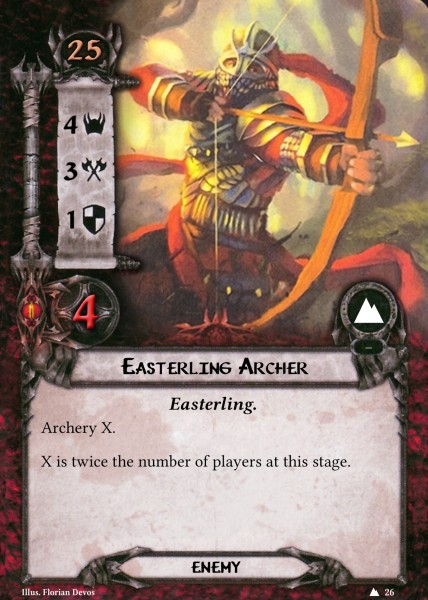 25
4
3
1
4
Easterling Archer
Easterling.
Archery X.
X is twice the number of players at this stage.
ENEMY
Illus. Florian Devos
26